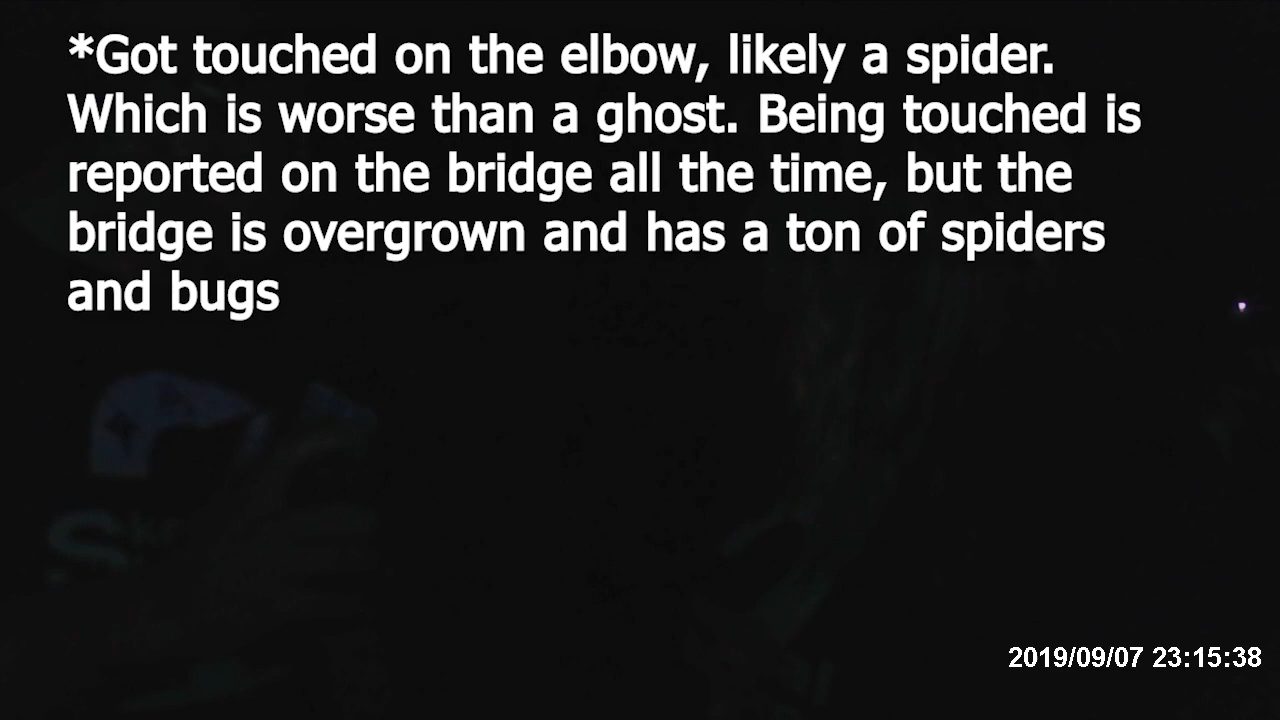 *Got touched on the elbow, likely a spider.
Which is worse than a ghost. Being touched is
reported on the bridge all the time, but the
bridge is overgrown and has a ton of spiders
and bugs
2019/09/07 23:15:38